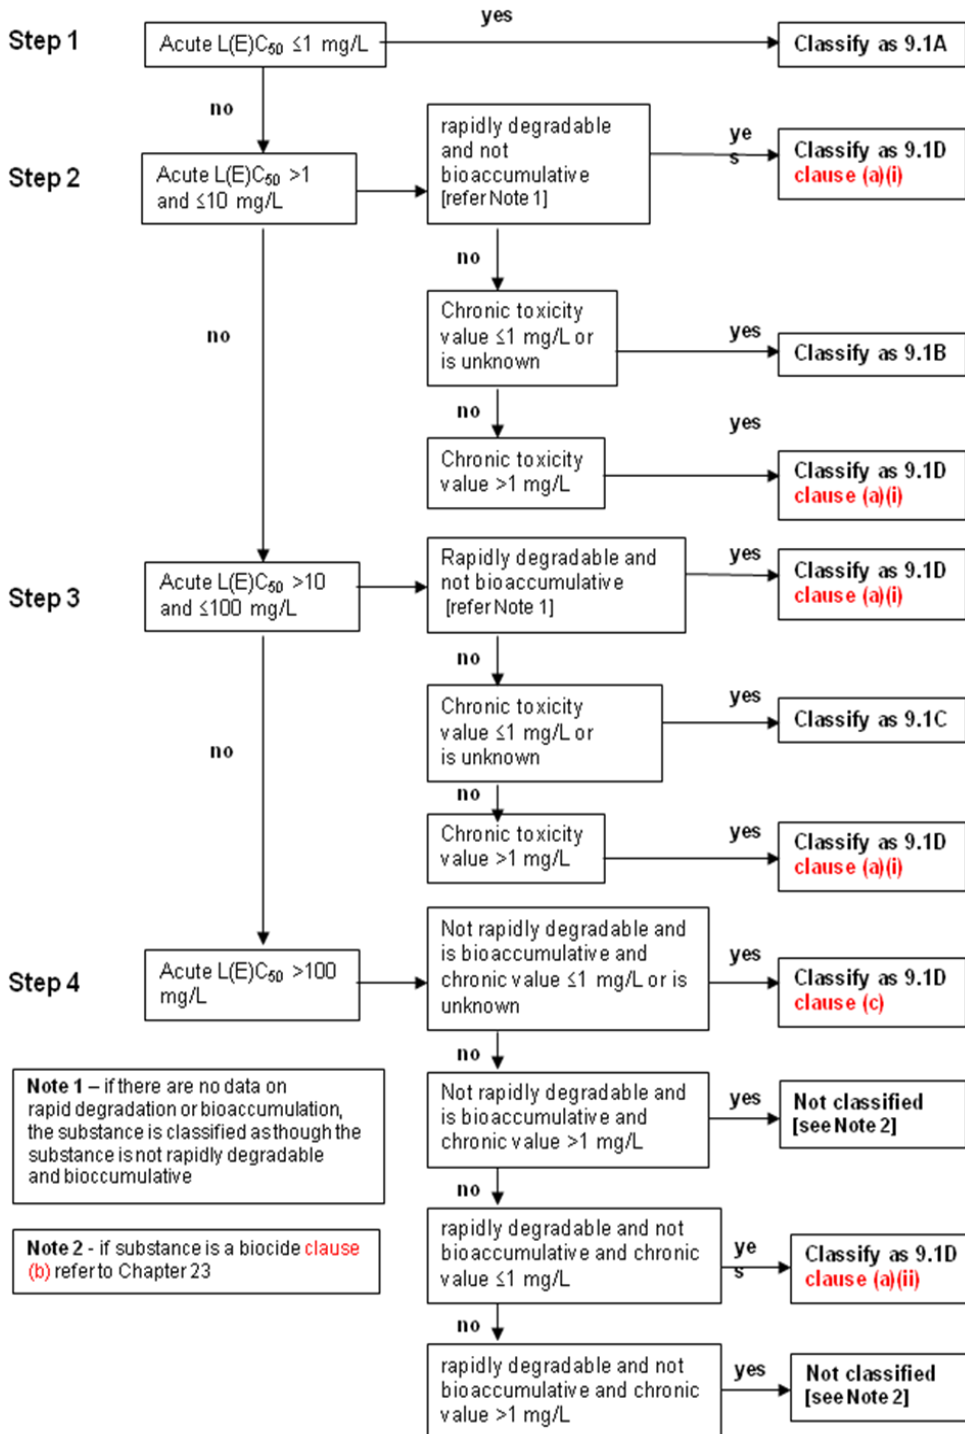 Step 1
Acute L(E)C50 ≤1 mg/L
yes
Classify as 9.1A
no
Step 2
Acute L(E)C50 >1
and ≤10 mg/L
rapidly degradable
and not
bioaccumulative
[refer Note 1]
ye
s
Classify as 9.1D
clause (a)(i)
no
Chronic toxicity
value ≤1 mg/L or
is unknown
yes
Classify as 9.1B
no
no
Chronic toxicity
value >1 mg/L
yes
Classify as 9.1D
clause (a)(i)
Step 3
Acute L(E)C50 >10
and ≤100 mg/L
Rapidly degradable and
not bioaccumulative
[refer Note 1]
yes
Classify as 9.1D
clause (a)(i)
no
Chronic toxicity
value ≤1 mg/L or
is unknown
yes
Classify as 9.1C
no
no
Chronic toxicity
value >1 mg/L
yes
Classify as 9.1D
clause (a)(i)
Step 4
Acute L(E)C50 >100
mg/L
Not rapidly degradable and
is bioaccumulative and
chronic value ≤1 mg/L or is
unknown
yes
Classify as 9.1D
clause (c)
no
Not rapidly degradable and
is bioaccumulative and
chronic value >1 mg/L
yes
Not classified
[see Note 2]
no
rapidly degradable and not
bioaccumulative and chronic
value ≤1 mg/L
ye
s
Classify as 9.1D
clause (a)(ii)
no
rapidly degradable and not
bioaccumulative and chronic
value >1 mg/L
yes
Not classified
[see Note 2]
Note 1 – if there are no data on
rapid degradation or bioaccumulation,
the substance is classified as though the
substance is not rapidly degradable
and bioccumulative
Note 2 - if substance is a biocide clause
(b) refer to Chapter 23